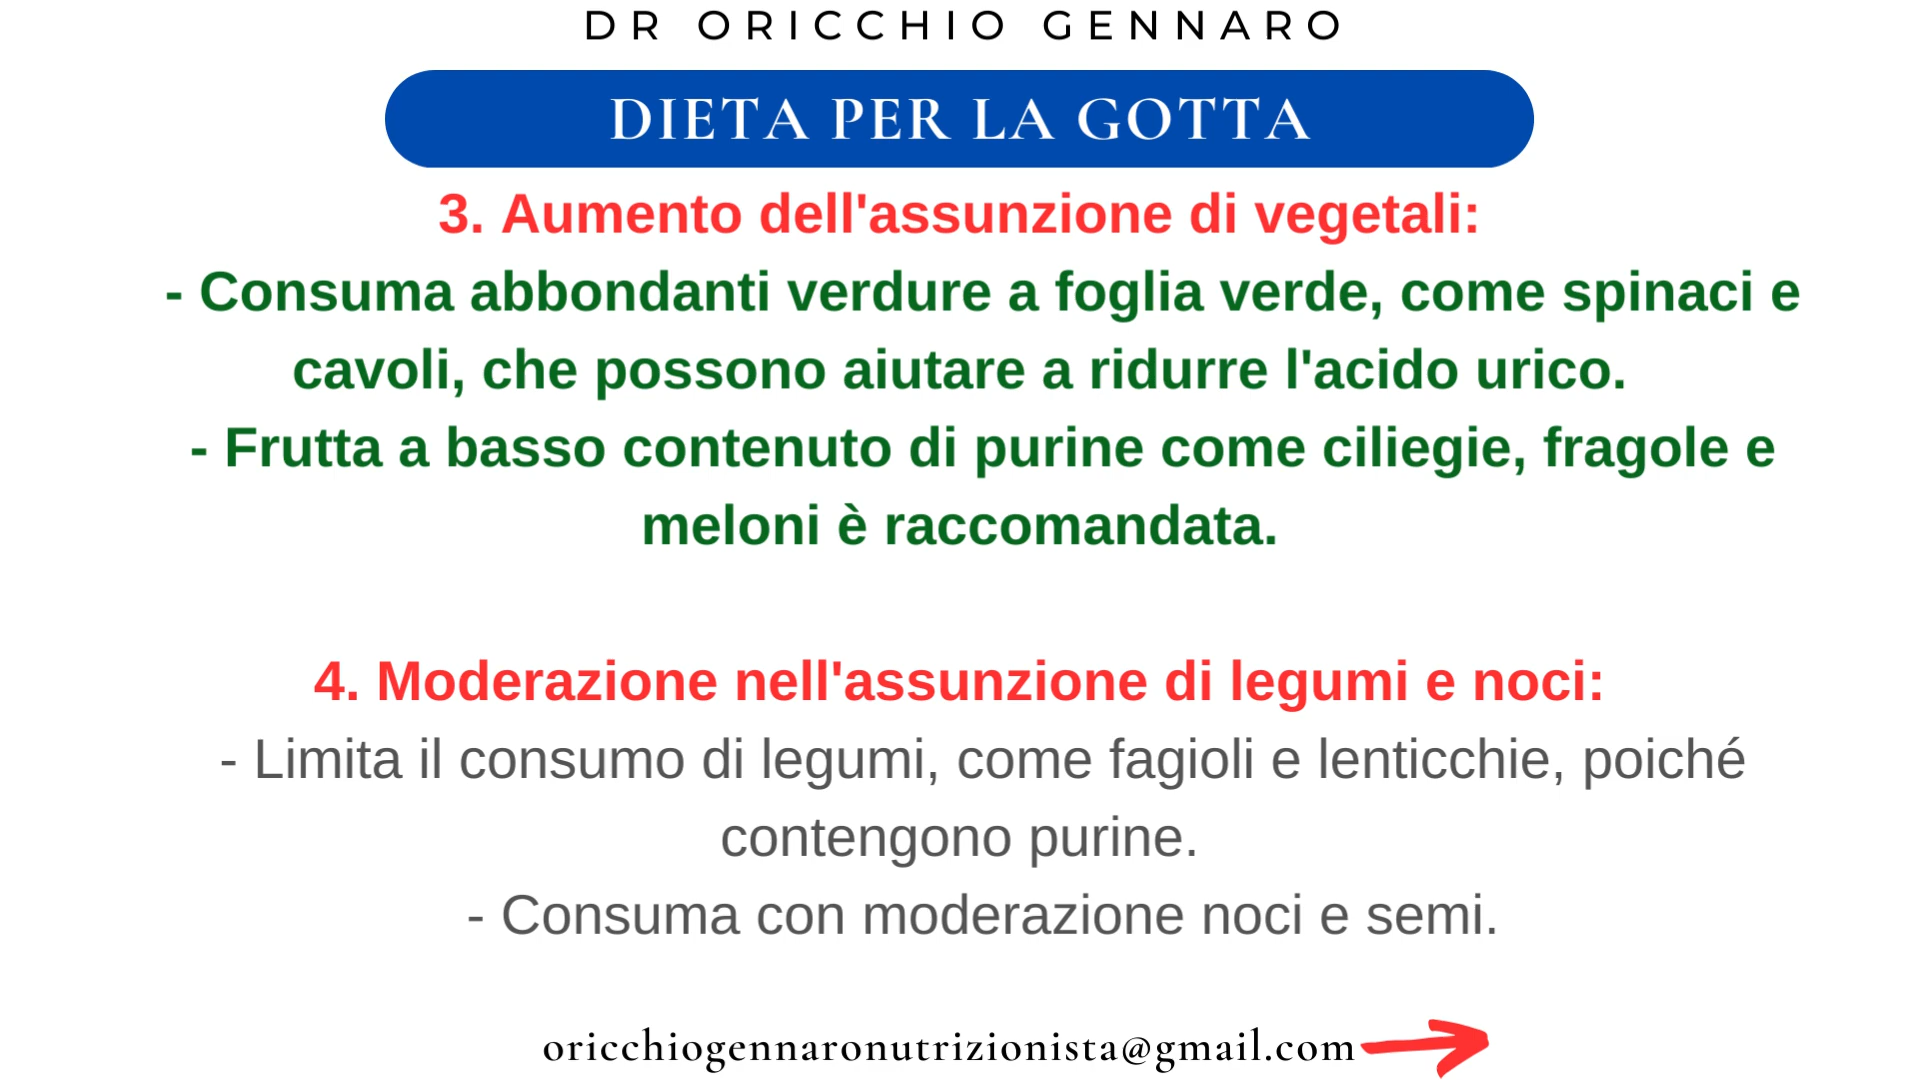 DR ORICCHIO GENNARO
DIETA PER LA GOTTA
3. Aumento dell'assunzione di vegetali:
- Consuma abbondanti verdure a foglia verde, come spinaci e
cavoli, che possono aiutare a ridurre l'acido urico.
- Frutta a basso contenuto di purine come ciliegie, fragole e
meloni è raccomandata.
4. Moderazione nell'assunzione di legumi e noci:
- Limita il consumo di legumi, come fagioli e lenticchie, poiché
contengono purine.
- Consuma con moderazione noci e semi.
oricchiogennaronutrizionista@gmail.com